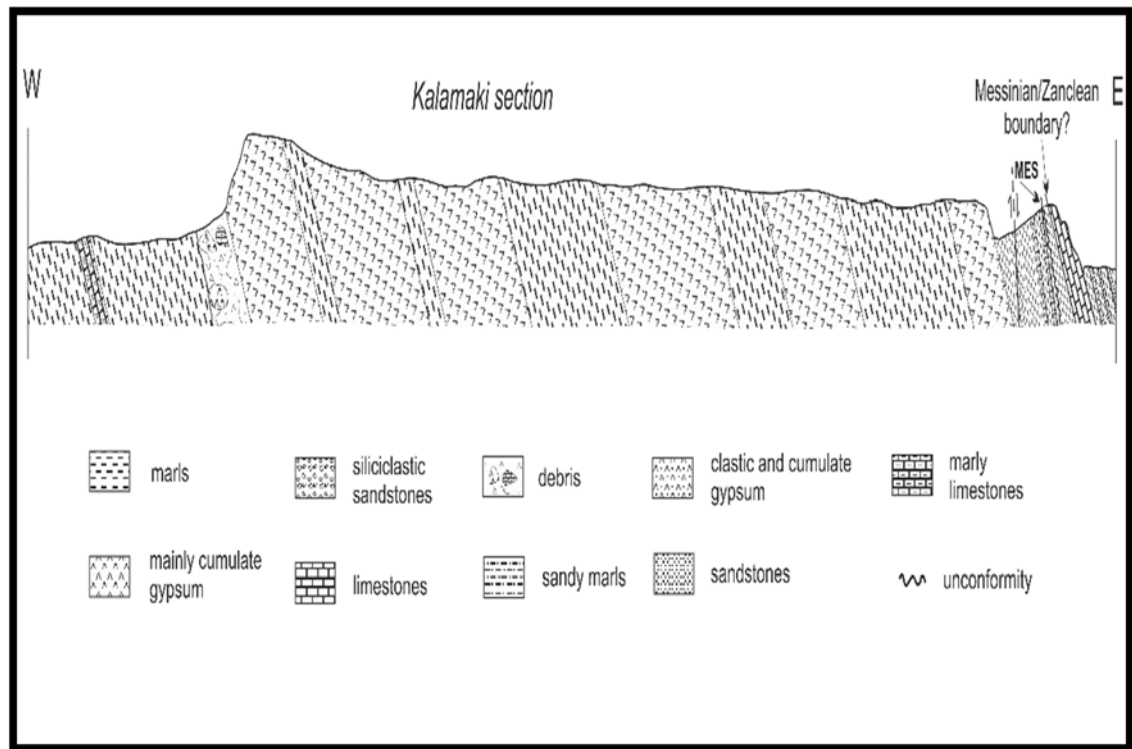 W
Kalamaki section
Messinian/Zanclean
boundary?
E
MES
marls
siliciclastic
sandstones
debris
clastic and cumulate
gypsum
marly
limestones
mainly cumulate
gypsum
limestones
sandy marls
sandstones
unconformity